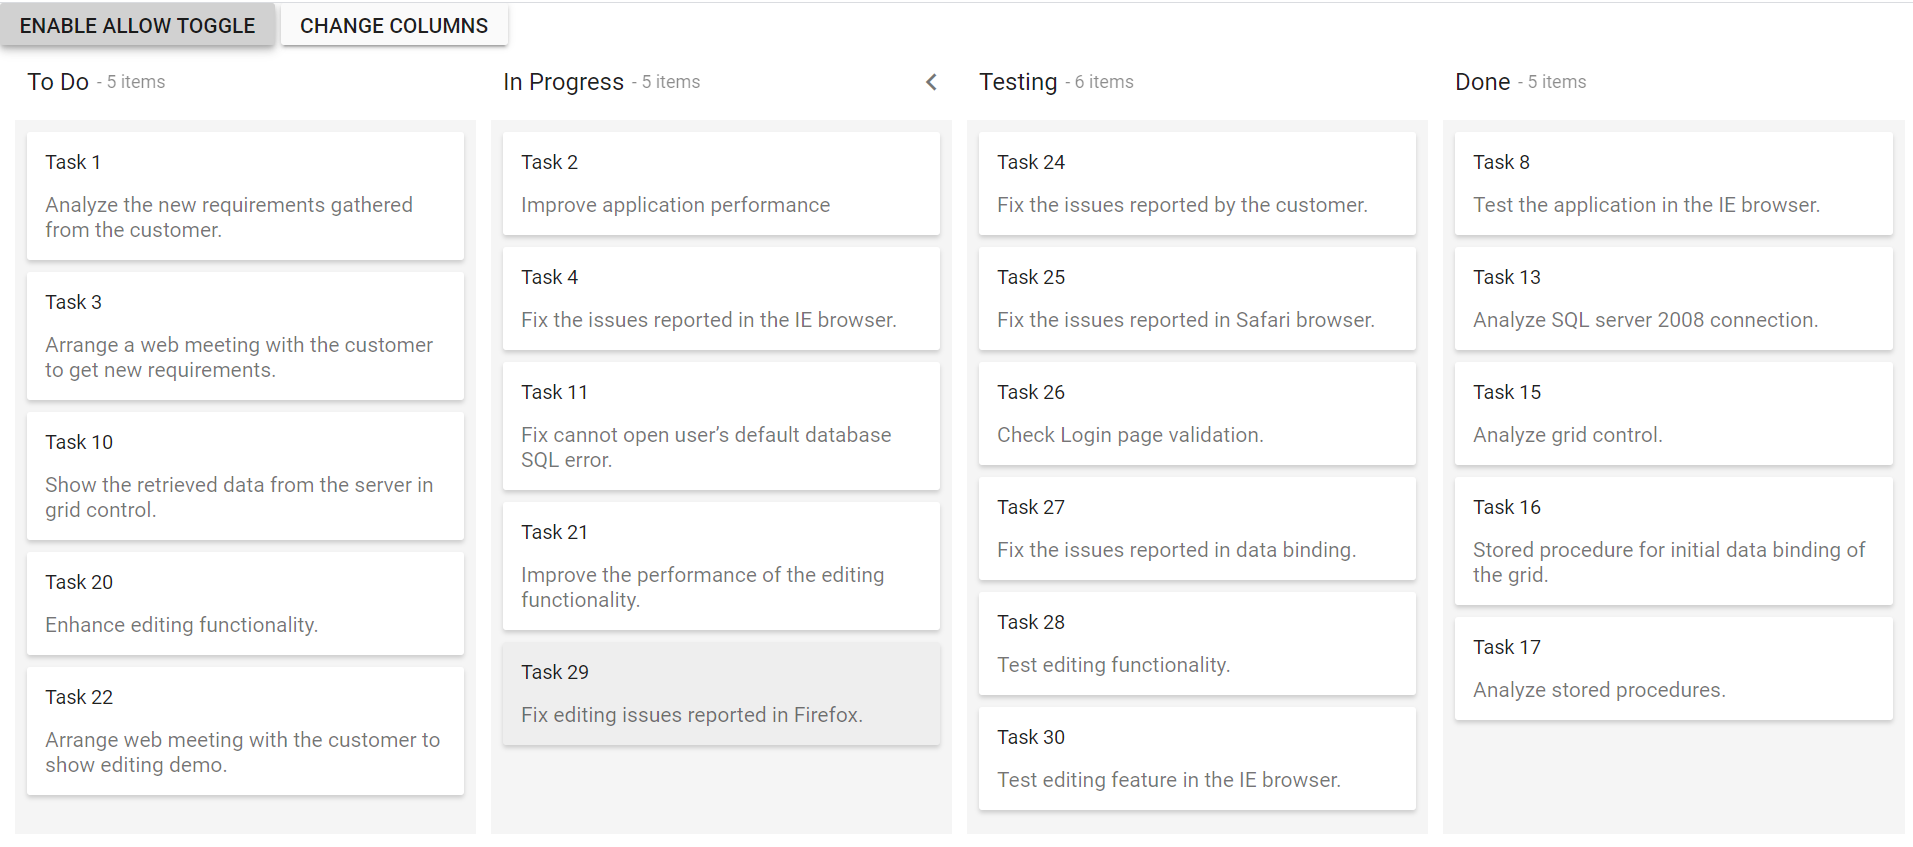 ENABLE ALLOW TOGGLE
CHANGE COLUMNS
To Do - 5 items
Task 1
Analyze the new requirements gathered
from the customer.
Task 3
Arrange a web meeting with the customer
to get new requirements.
Task 10
Show the retrieved data from the server in
grid control.
Task 20
Enhance editing functionality.
Task 22
Arrange web meeting with the customer to
show editing demo.
In Progress - 5 items
Task 2
Improve application performance
Task 4
Fix the issues reported in the IE browser.
Task 11
Fix cannot open user’s default database
SQL error.
Task 21
Improve the performance of the editing
functionality.
Task 29
Fix editing issues reported in Firefox.
Testing - 6 items
Task 24
Fix the issues reported by the customer.
Task 25
Fix the issues reported in Safari browser.
Task 26
Check Login page validation.
Task 27
Fix the issues reported in data binding.
Task 28
Test editing functionality.
Task 30
Test editing feature in the IE browser.
Done - 5 items
Task 8
Test the application in the IE browser.
Task 13
Analyze SQL server 2008 connection.
Task 15
Analyze grid control.
Task 16
Stored procedure for initial data binding of
the grid.
Task 17
Analyze stored procedures.